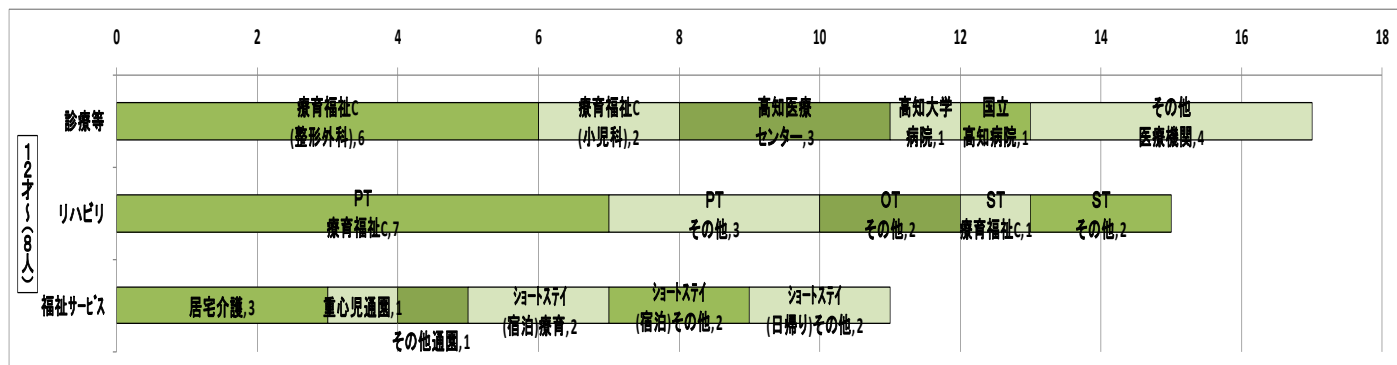 0 2 4 6 8 10 12 14 16 18
12才～(8人)
診療等
療育福祉C
(整形外科),6
療育福祉C
(小児科),2
高知医療
センター,3
高知大学
病院,1
国立
高知病院,1
その他
医療機関,4
リハビリ
PT
療育福祉C,7
PT
その他,3
OT
その他,2
ST
療育福祉C,1
ST
その他,2
福祉サービス
居宅介護,3
重心児通園,1
その他通園,1
ショートステイ
(宿泊)療育,2
ショートステイ
(宿泊)その他,2
ショートステイ
(日帰り)その他,2